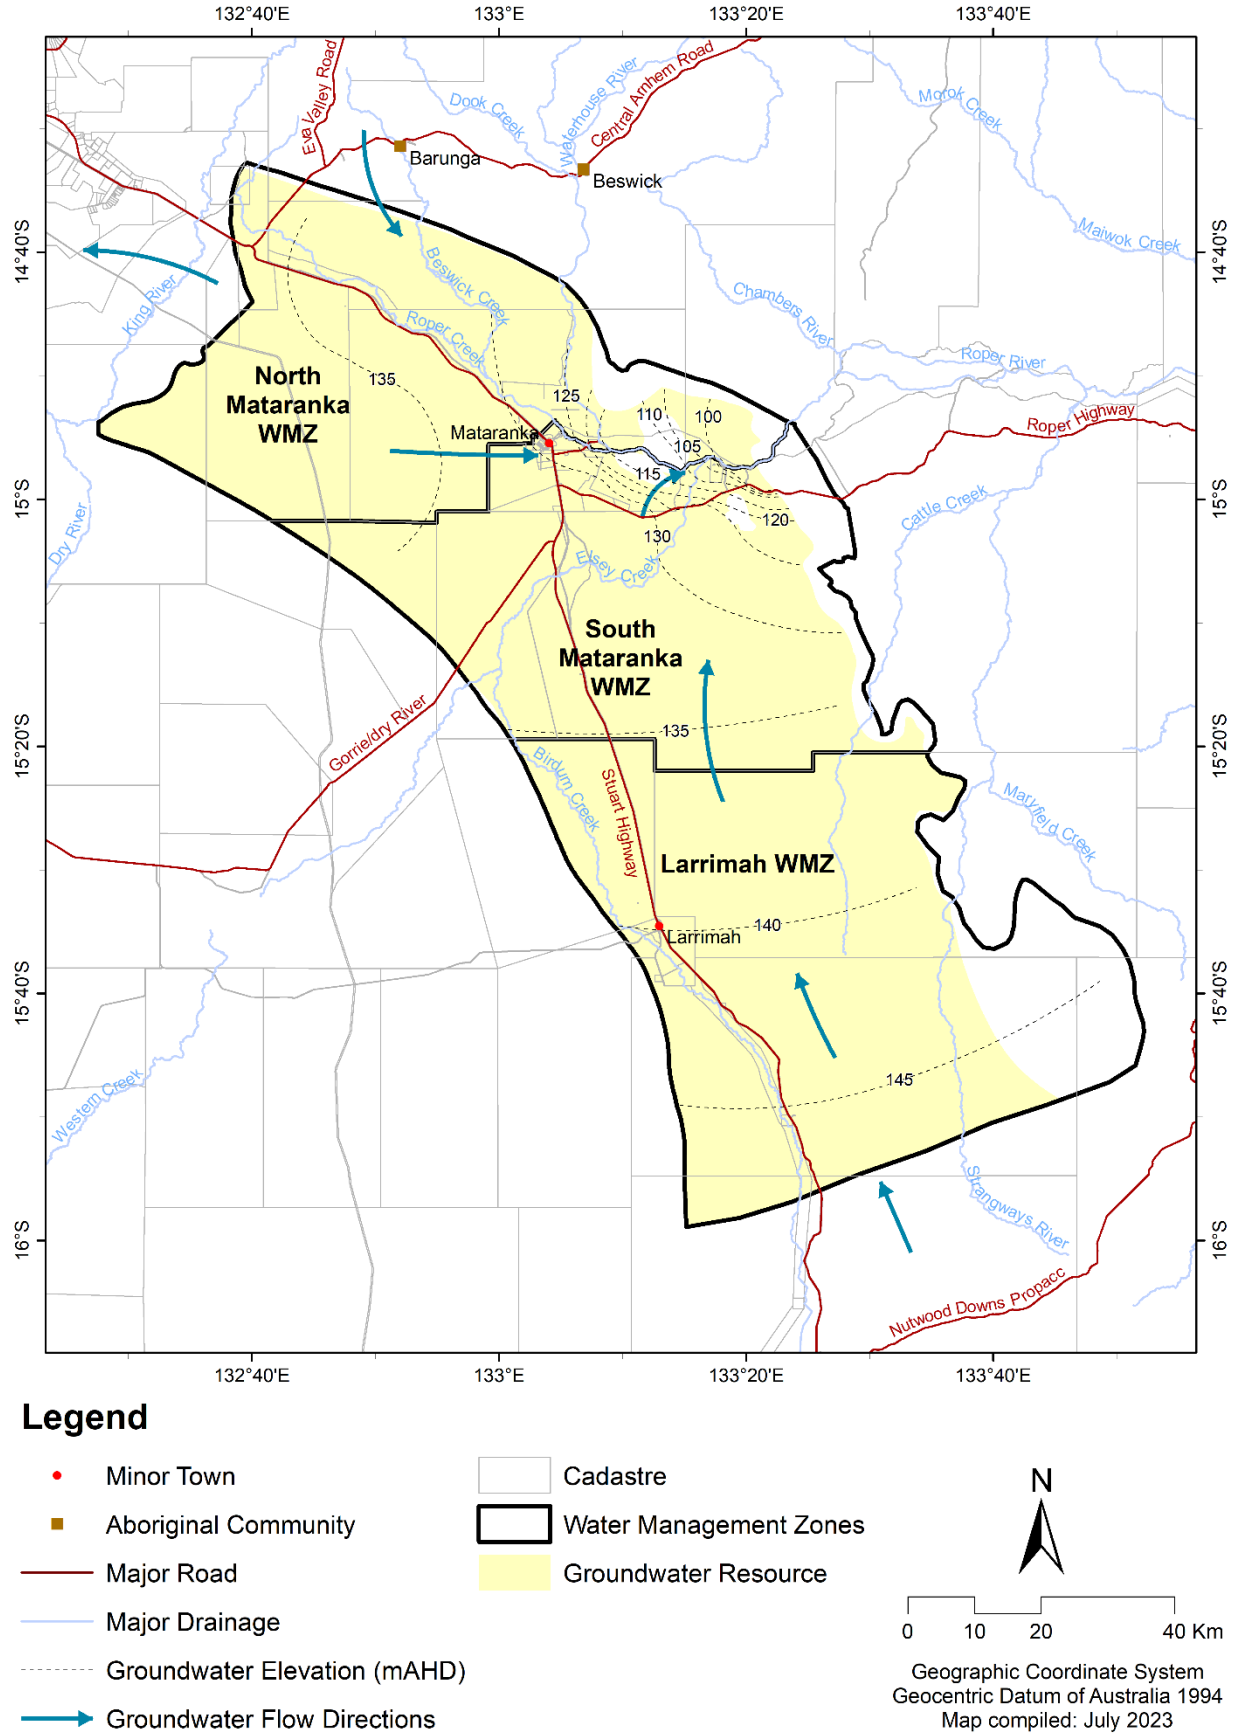 132°40'E
133°E
133°20'E
133°40'E
Eva Valley Road
Dook Creek
Waterhouse River
Central Arnhem Road
Morok Creek
Barunga
Beswick
14°40'S
14°40'S
Maiwok Creek
King River
Beswick Creek
Chambers River
Roper Creek
Roper River
North
Mataranka
WMZ
135
125
110
100
Roper Highway
Mataranka
105
115
15°S
15°S
Cattle Creek
120
130
Dry River
Elsey Creek
South
Mataranka
WMZ
135
Gorrie/dry River
15°20'S
15°20'S
Birdum Creek
Stuart Highway
Maryfield Creek
Larrimah WMZ
140
Larrimah
15°40'S
15°40'S
145
Western Creek
Strangways River
16°S
16°S
Nutwood Downs Propacc
132°40'E
133°E
133°20'E
133°40'E
Legend
Minor Town
Aboriginal Community
Major Road
Major Drainage
Groundwater Elevation (mAHD)
Groundwater Flow Directions
Cadastre
Water Management Zones
Groundwater Resource
N
0 10 20 40 Km
Geographic Coordinate System
Geocentric Datum of Australia 1994
Map compiled: July 2023